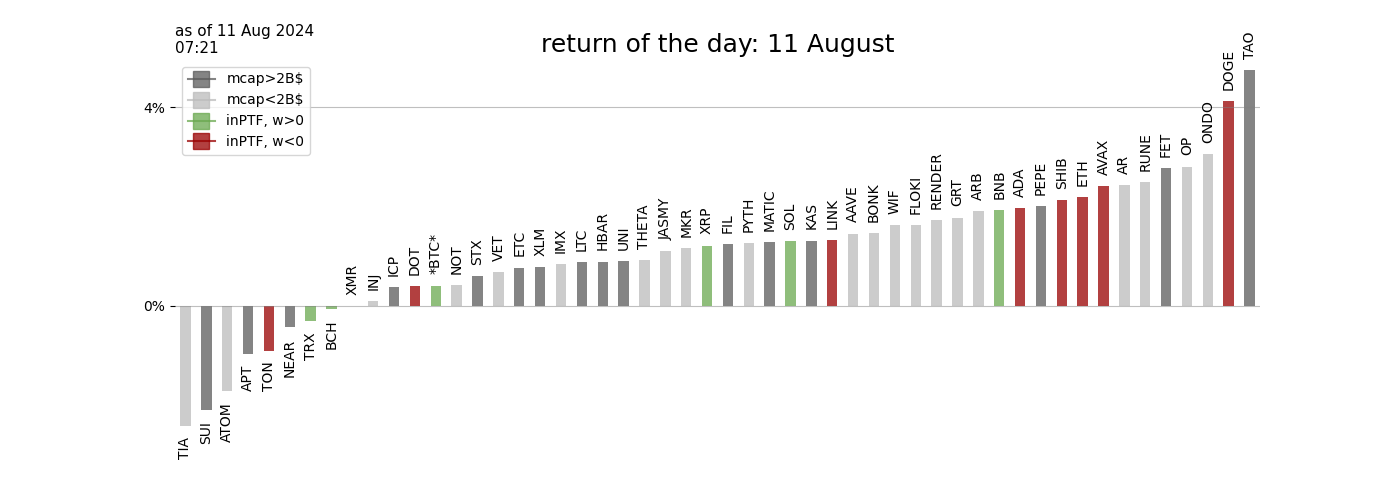 as of 11 Aug 2024
07:21
return of the day: 11 August
mcap>2B$
mcap<2B$
inPTF, w>0
inPTF, w<0
4%
0%
TIA
SUI
ATOM
APT
TON
NEAR
TRX
BCH
XMR
INJ
ICP
DOT
*BTC*
NOT
STX
VET
ETC
XLM
IMX
LTC
HBAR
UNI
THETA
JASMY
MKR
XRP
FIL
PYTH
MATIC
SOL
KAS
LINK
AAVE
BONK
WIF
FLOKI
RENDER
GRT
ARB
BNB
ADA
PEPE
SHIB
ETH
AVAX
AR
RUNE
FET
OP
ONDO
DOGE
TAO